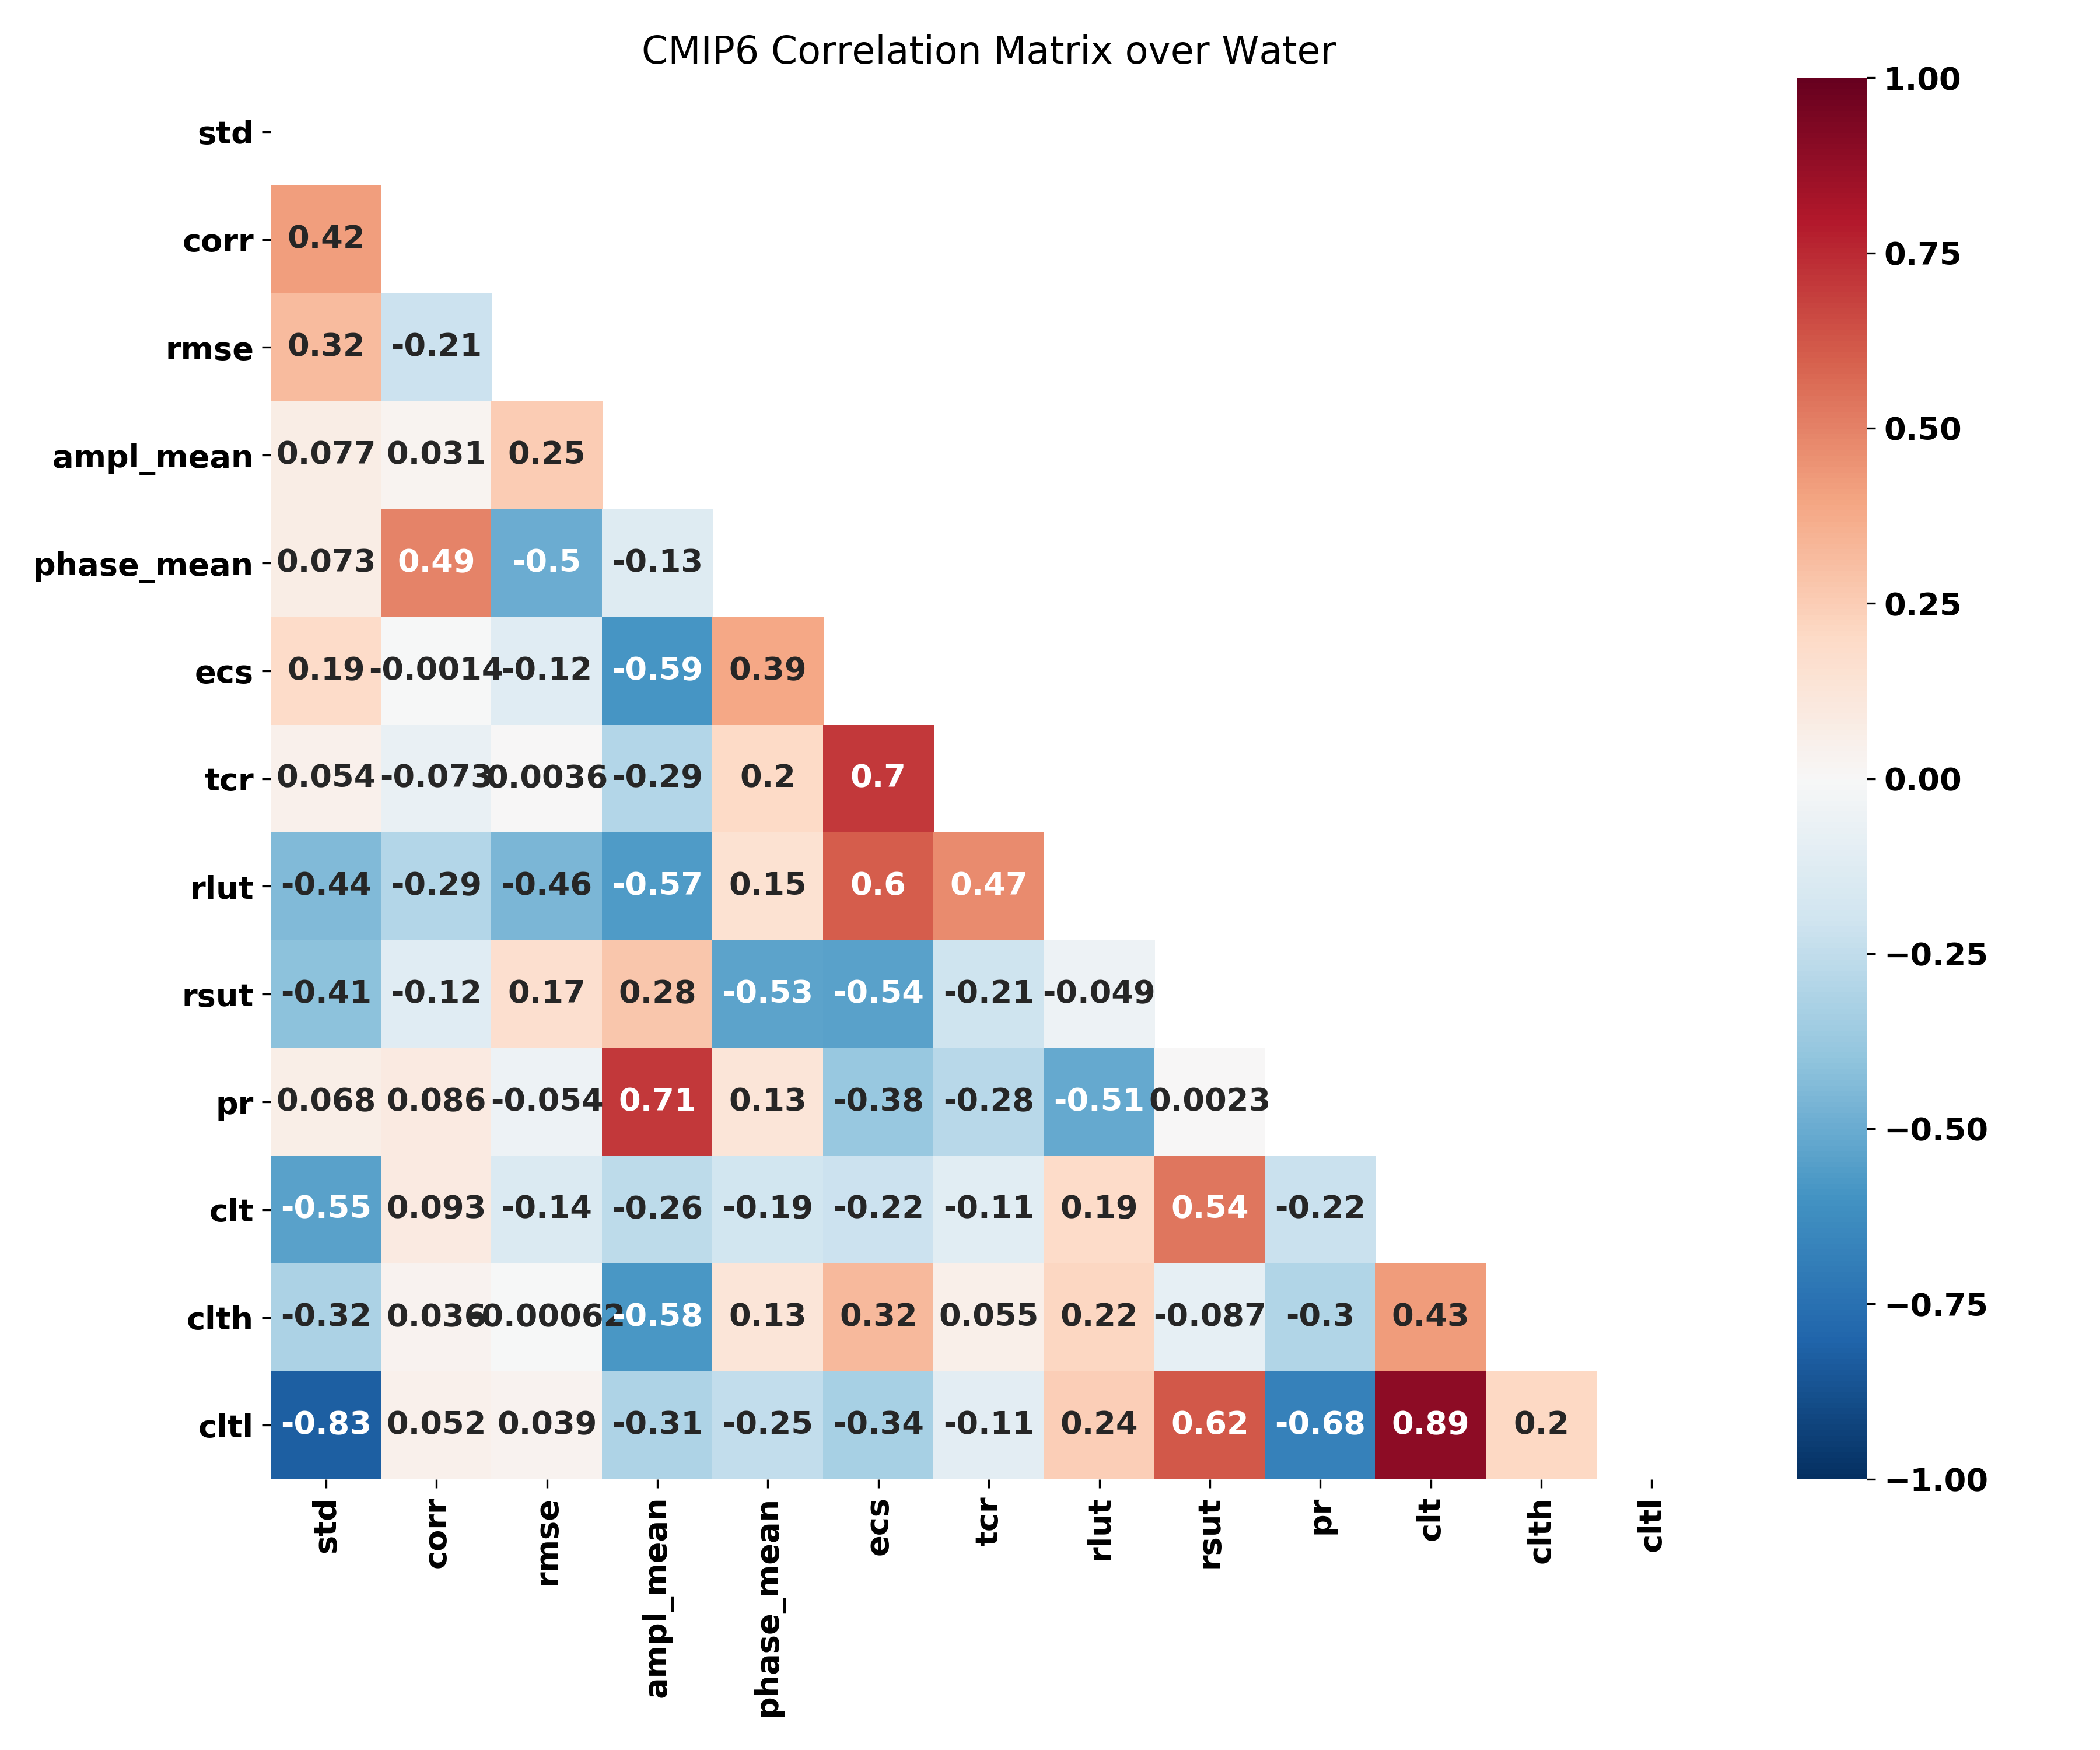 CMIP6 Correlation Matrix over Water
std
corr 0.42
rmse 0.32 -0.21
ampl_mean 0.077 0.031 0.25
phase_mean 0.073 0.49 -0.5 -0.13
ecs 0.19 -0.0014 -0.12 -0.59 0.39
tcr 0.054 -0.073 0.0036 -0.29 0.2 0.7
rlut -0.44 -0.29 -0.46 -0.57 0.15 0.6 0.47
rsut -0.41 -0.12 0.17 0.28 -0.53 -0.54 -0.21 -0.049
pr 0.068 0.086 -0.054 0.71 0.13 -0.38 -0.28 -0.51 0.0023
clt -0.55 0.093 -0.14 -0.26 -0.19 -0.22 -0.11 0.19 0.54 -0.22
clth -0.32 0.036 -0.00062 -0.58 0.13 0.32 0.055 0.22 -0.087 -0.3 0.43
cltl -0.83 0.052 0.039 -0.31 -0.25 -0.34 -0.11 0.24 0.62 -0.68 0.89 0.2
std corr rmse ampl_mean phase_mean ecs tcr rlut rsut pr clt clth cltl
1.00
0.75
0.50
0.25
0.00
−0.25
−0.50
−0.75
−1.00